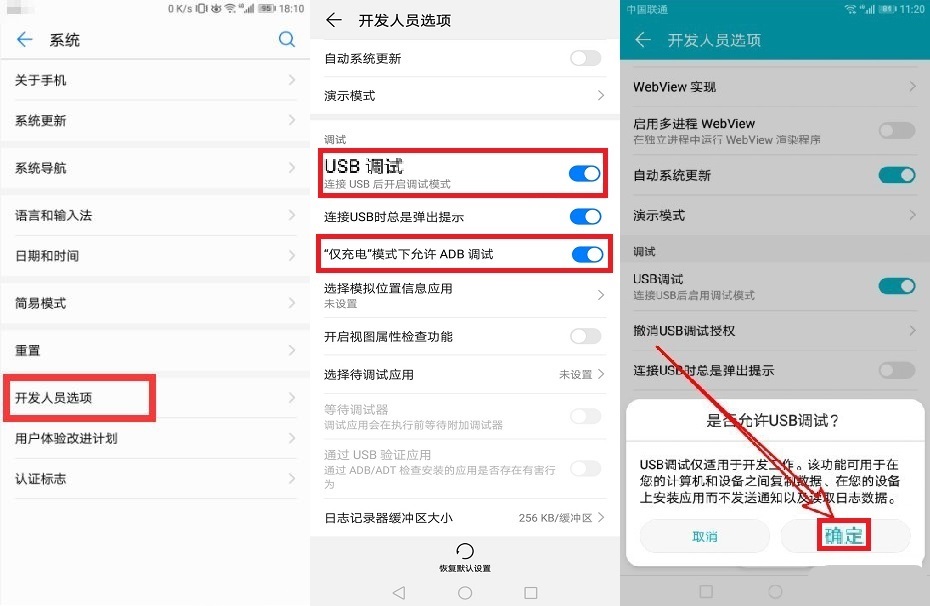 0 K/s 95 18:10
系统
关于手机
系统更新
系统导航
语言和输入法
日期和时间
简易模式
重置
开发人员选项
用户体验改进计划
认证标志
开发人员选项
自动系统更新
演示模式
调试
USB 调试
连接 USB 后开启调试模式
连接USB时总是弹出提示
“仅充电”模式下允许 ADB 调试
选择模拟位置信息应用
未设置
开启视图属性检查功能
选择待调试应用 未设置
等待调试器
调试应用会在执行前等待附加调试器
通过 USB 验证应用
通过 ADB/ADT 检查安装的应用是否存在有害行
为
日志记录器缓冲区大小 256 KB/缓冲区
恢复默认设置
中国联通 11:20
开发人员选项
WebView 实现
启用多进程 WebView
在独立进程中运行 WebView 渲染程序
自动系统更新
演示模式
调试
USB调试
连接USB后启用调试模式
撤消USB调试授权
连接USB时总是弹出提示
是否允许USB调试？
USB调试仅适用于开发工作。该功能可用于在
您的计算机和设备之间复制数据、在您的设备
上安装应用而不发送通知以及读取日志数据。
取消
确定